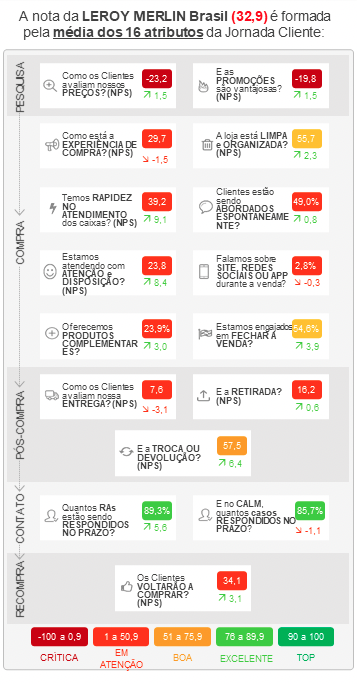 A nota da LEROY MERLIN Brasil (32,9) é formada
pela média dos 16 atributos da Jornada Cliente:
PESQUISA
Como os Clientes
avaliam nossos
PREÇOS? (NPS)
-23,2
1,5
E as
PROMOÇÕES
são vantajosas?
(NPS)
-19,8
1,5
COMPRA
Como está a
EXPERIÊNCIA DE
COMPRA? (NPS)
29,7
-1,5
A loja está LIMPA
e ORGANIZADA?
(NPS)
55,7
2,3
Temos RAPIDEZ
NO
ATENDIMENTO
dos caixas? (NPS)
39,2
9,1
Clientes estão
sendo
ABORDADOS
ESPONTANEAME
NTE?
49,0%
0,8
Estamos
atendendo com
ATENÇÃO e
DISPOSIÇÃO?
(NPS)
23,8
8,4
Falamos sobre
SITE, REDES
SOCIAIS OU APP
durante a venda?
2,8%
-0,3
Oferecemos
PRODUTOS
COMPLEMENTAR
ES?
23,9%
3,0
Estamos engajados
em FECHAR A
VENDA?
54,6%
3,9
PÓS-COMPRA
Como os Clientes
avaliam nossa
ENTREGA? (NPS)
7,6
-3,1
E a RETIRADA?
(NPS)
16,2
0,6
E a TROCA OU
DEVOLUÇÃO?
(NPS)
57,5
6,4
CONTATO
Quantos RAs
estão sendo
RESPONDIDOS
NO PRAZO?
89,3%
5,6
E no CALM,
quantos casos
RESPONDIDOS NO
PRAZO?
85,7%
-1,1
RECOMPRA
Os Clientes
VOLTARÃO A
COMPRAR?
(NPS)
34,1
3,1
-100 a 0,9
1 a 50,9
51 a 75,9
76 a 89,9
90 a 100
CRÍTICA
EM
ATENÇÃO
BOA
EXCELENTE
TOP